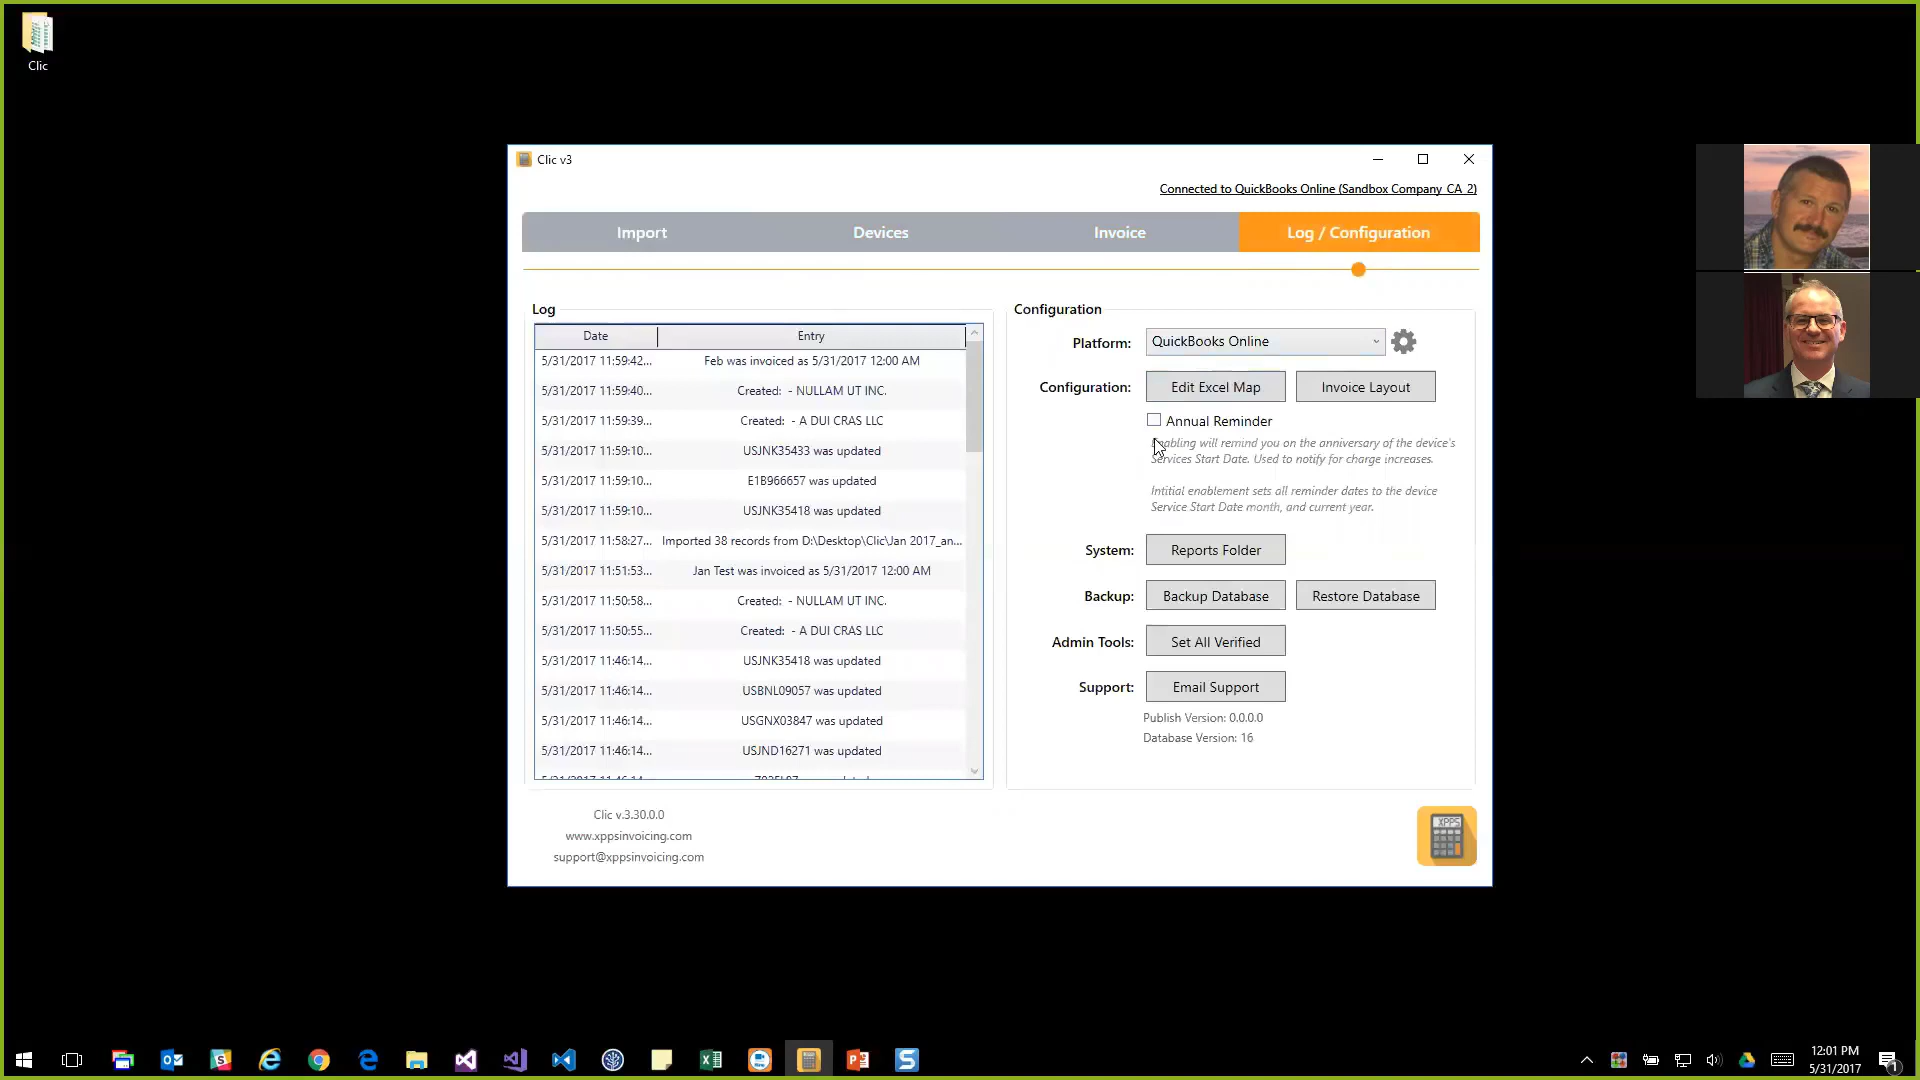 Clic
Clic v3
Connected to QuickBooks Online (Sandbox Company_CA_2)
Import
Devices
Invoice
Log / Configuration
Log
Date
Entry
5/31/2017 11:59:42...
Feb was invoiced as 5/31/2017 12:00 AM
5/31/2017 11:59:40...
Created:  - NULLAM UT INC.
5/31/2017 11:59:39...
Created:  - A DUI CRAS LLC
5/31/2017 11:59:10...
USJNK35433 was updated
5/31/2017 11:59:10...
E1B966657 was updated
5/31/2017 11:59:10...
USJNK35418 was updated
5/31/2017 11:58:27...
Imported 38 records from D:\Desktop\Clic\Jan 2017_an...
5/31/2017 11:51:53...
Jan Test was invoiced as 5/31/2017 12:00 AM
5/31/2017 11:50:58...
Created:  - NULLAM UT INC.
5/31/2017 11:50:55...
Created:  - A DUI CRAS LLC
5/31/2017 11:46:14...
USJNK35418 was updated
5/31/2017 11:46:14...
USBNL09057 was updated
5/31/2017 11:46:14...
USGNX03847 was updated
5/31/2017 11:46:14...
USJND16271 was updated
Configuration
Platform:
QuickBooks Online
Configuration:
Edit Excel Map
Invoice Layout
Annual Reminder
Enabling will remind you on the anniversary of the device's
Services Start Date. Used to notify for charge increases.
Intitial enablement sets all reminder dates to the device
Service Start Date month, and current year.
System:
Reports Folder
Backup:
Backup Database
Restore Database
Admin Tools:
Set All Verified
Support:
Email Support
Publish Version: 0.0.0.0
Database Version: 16
Clic v.3.30.0.0
www.xppsinvoicing.com
support@xppsinvoicing.com
XPPS
12:01 PM
5/31/2017
1